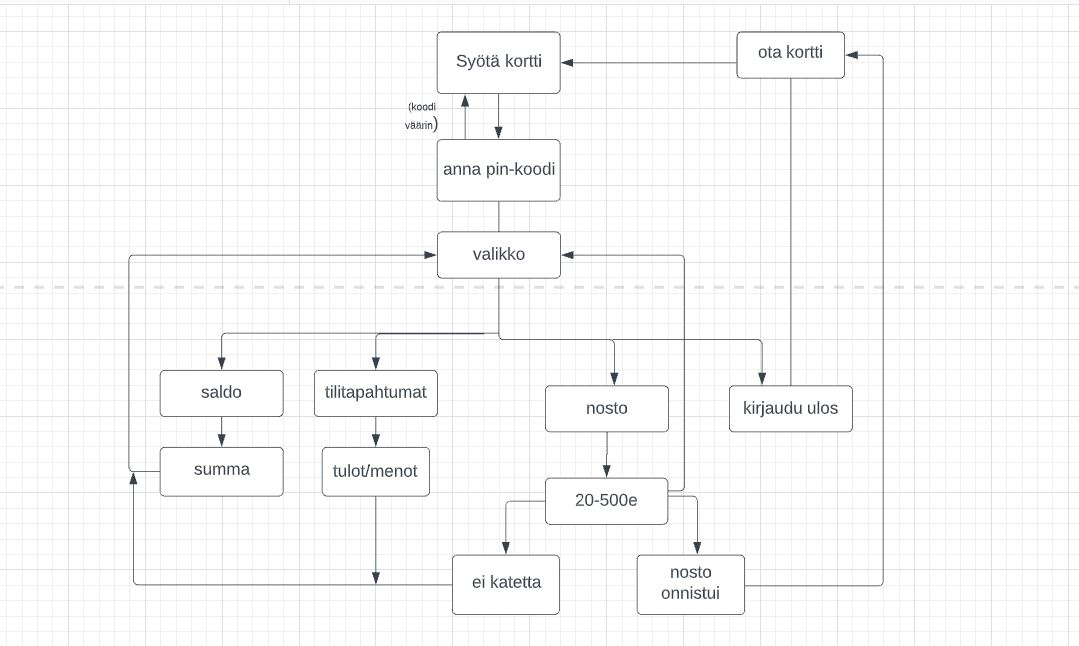 Syötä kortti
ota kortti
(koodi
väärin)
anna pin-koodi
valikko
saldo
tilitapahtumat
nosto
kirjaudu ulos
summa
tulot/menot
20-500e
ei katetta
nosto
onnistui